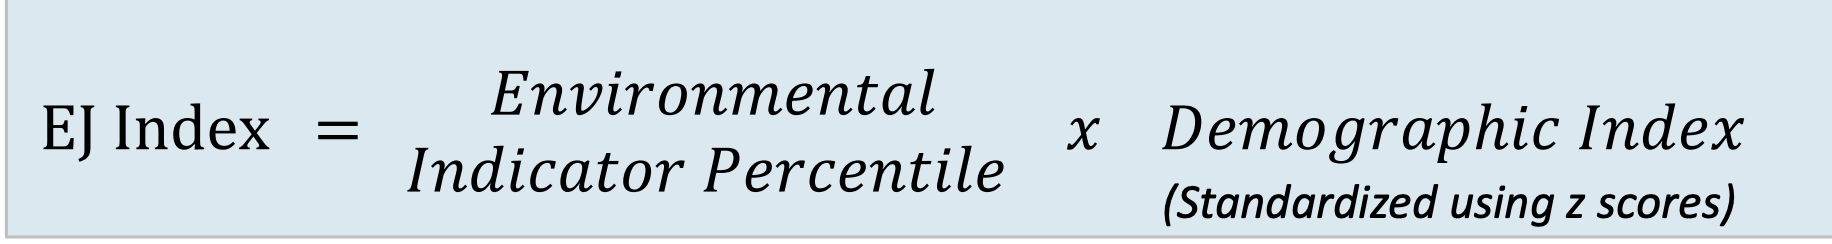 EJ Index = Environmental Indicator Percentile x Demographic Index
(Standardized using z scores)